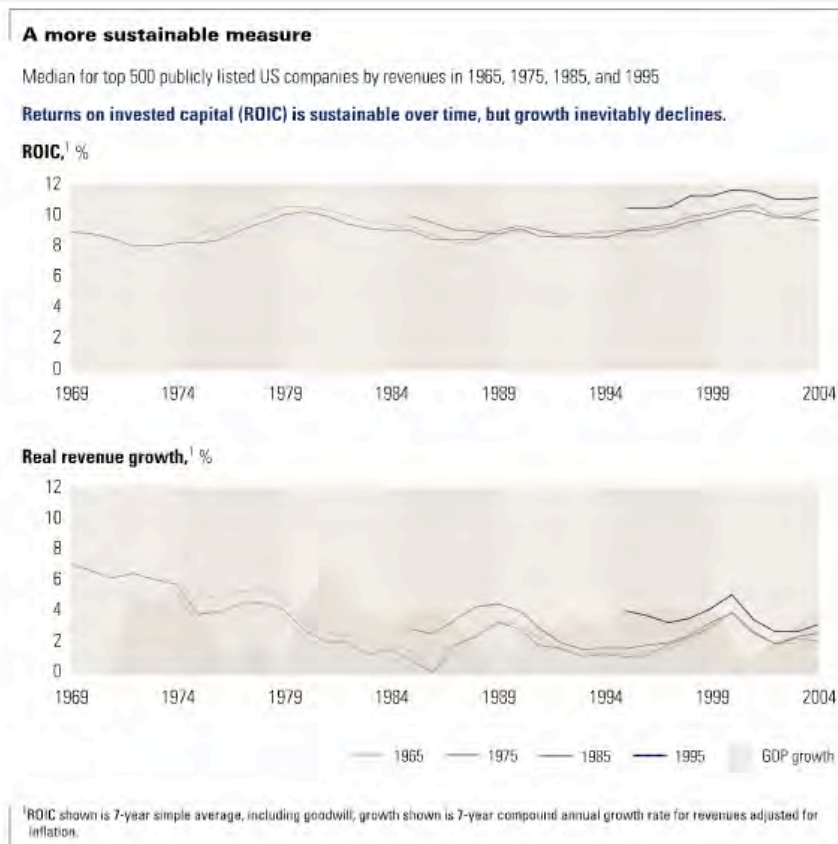 A more sustainable measure
Median for top 500 publicly listed US companies by revenues in 1965, 1975, 1985, and 1995
Returns on invested capital (ROIC) is sustainable over time, but growth inevitably declines.
ROIC,¹ %
12
10
8
6
4
2
0
1969 1974 1979 1984 1989 1994 1999 2004
Real revenue growth,¹ %
12
10
8
6
4
2
0
1969 1974 1979 1984 1989 1994 1999 2004
1965 1975 1985 1995 GDP growth
¹ROIC shown is 7-year simple average, including goodwill; growth shown is 7-year compound annual growth rate for revenues adjusted for
inflation.